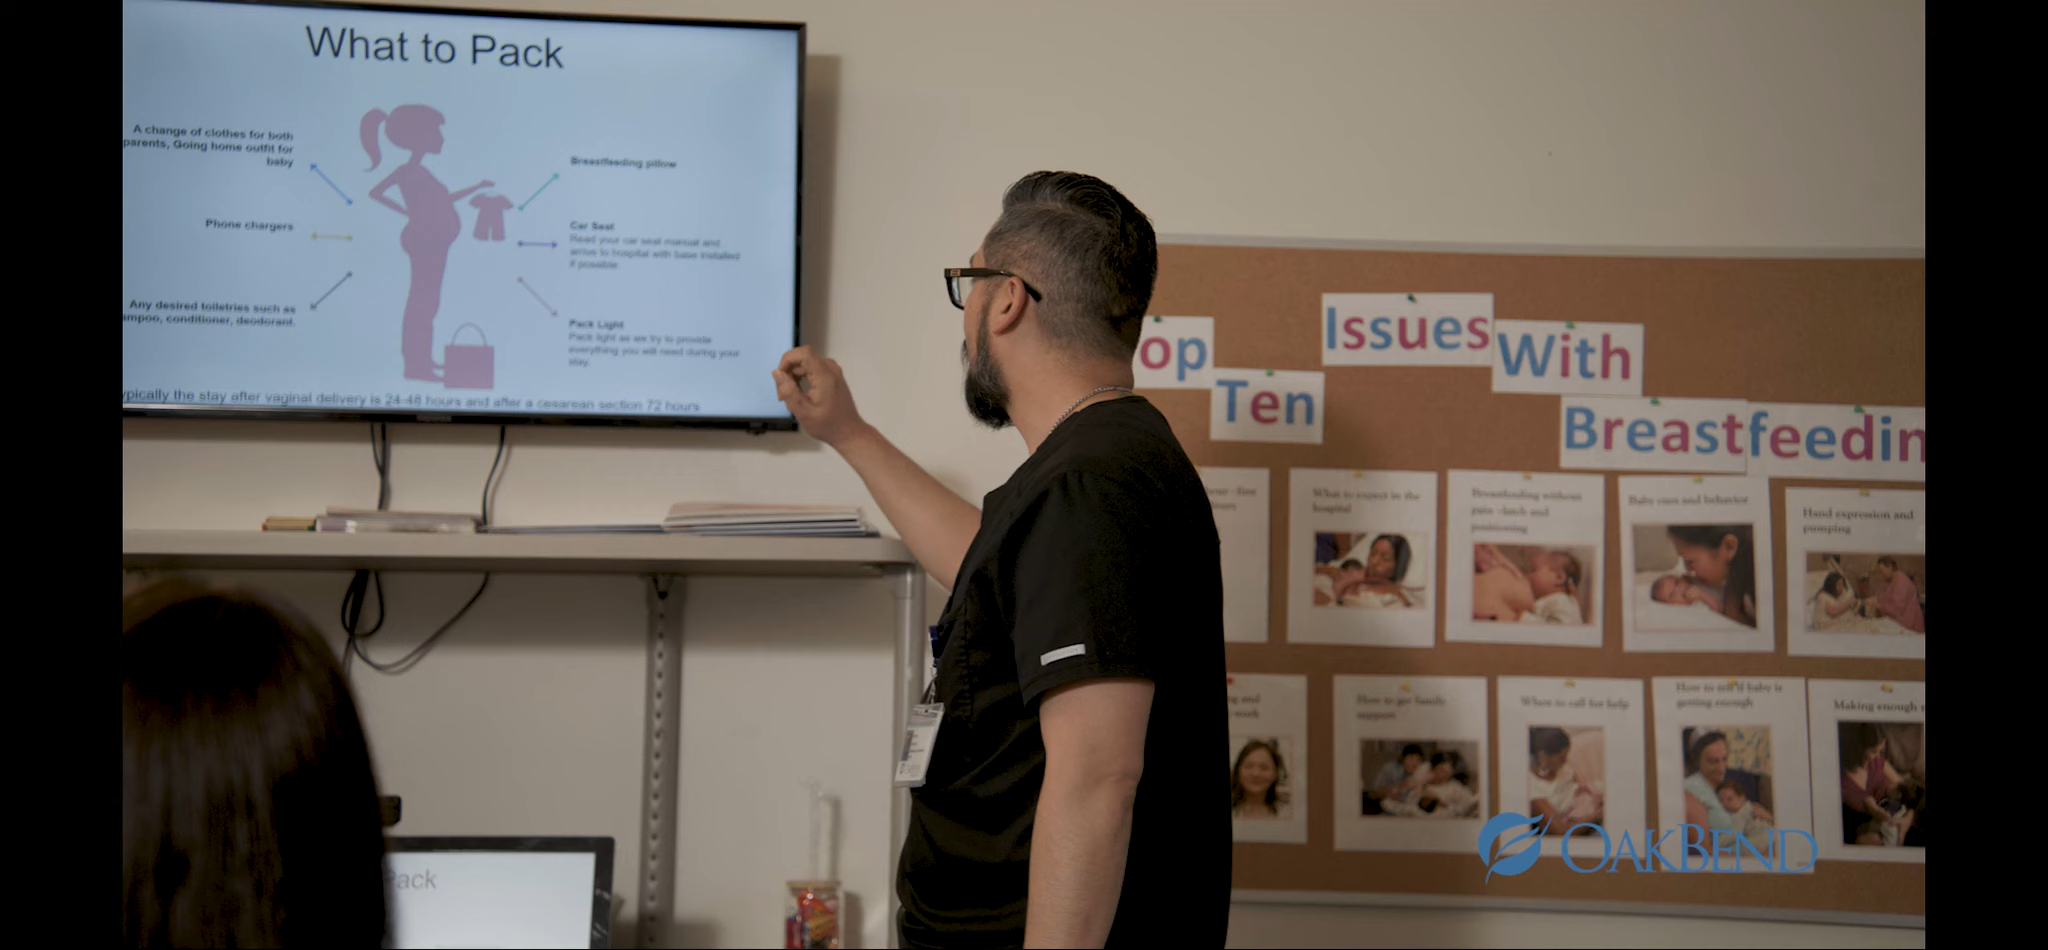 What to Pack
A change of clothes for both
parents, Going home outfit for
baby
Phone chargers
Any desired toiletries such as
mpoo, conditioner, deodorant.
Breastfeeding pillow
Car Seat
Read your car seat manual and
arrive to hospital with base installed
if possible.
Pack Light
Pack light as we try to provide
everything you will need during your
stay.
ypically the stay after vaginal delivery is 24-48 hours and after a cesarean section 72 hours
op
Ten
Issues
With
Breastfeedin
What to expect in the
hospital
Breastfeeding without
pain - latch and
positioning
Baby cues and behavior
Hand expression and
pumping
ng and
work
How to get family
support
When to call for help
How to tell if baby is
getting enough
Making enough
Pack
OAKBEND